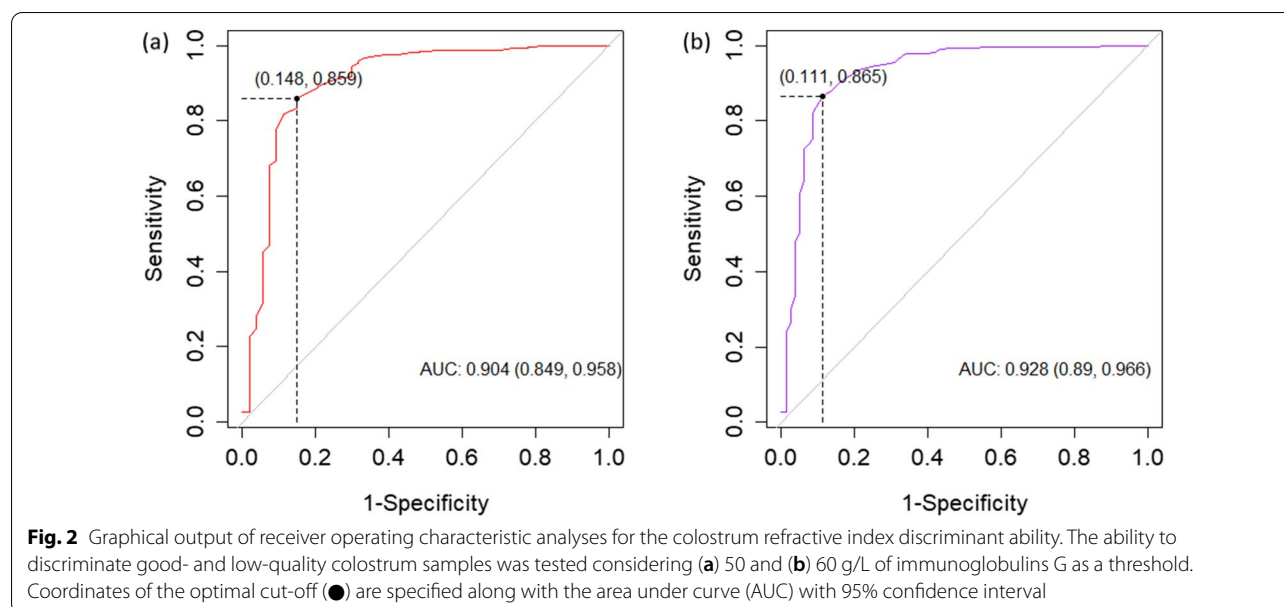 (a)
1.0
0.8
0.6
0.4
0.2
0.0
Sensitivity
(0.148, 0.859)
AUC: 0.904 (0.849, 0.958)
0.0 0.2 0.4 0.6 0.8 1.0
1-Specificity
(b)
1.0
0.8
0.6
0.4
0.2
0.0
Sensitivity
(0.111, 0.865)
AUC: 0.928 (0.89, 0.966)
0.0 0.2 0.4 0.6 0.8 1.0
1-Specificity
Fig. 2 Graphical output of receiver operating characteristic analyses for the colostrum refractive index discriminant ability. The ability to
discriminate good- and low-quality colostrum samples was tested considering (a) 50 and (b) 60 g/L of immunoglobulins G as a threshold.
Coordinates of the optimal cut-off (●) are specified along with the area under curve (AUC) with 95% confidence interval